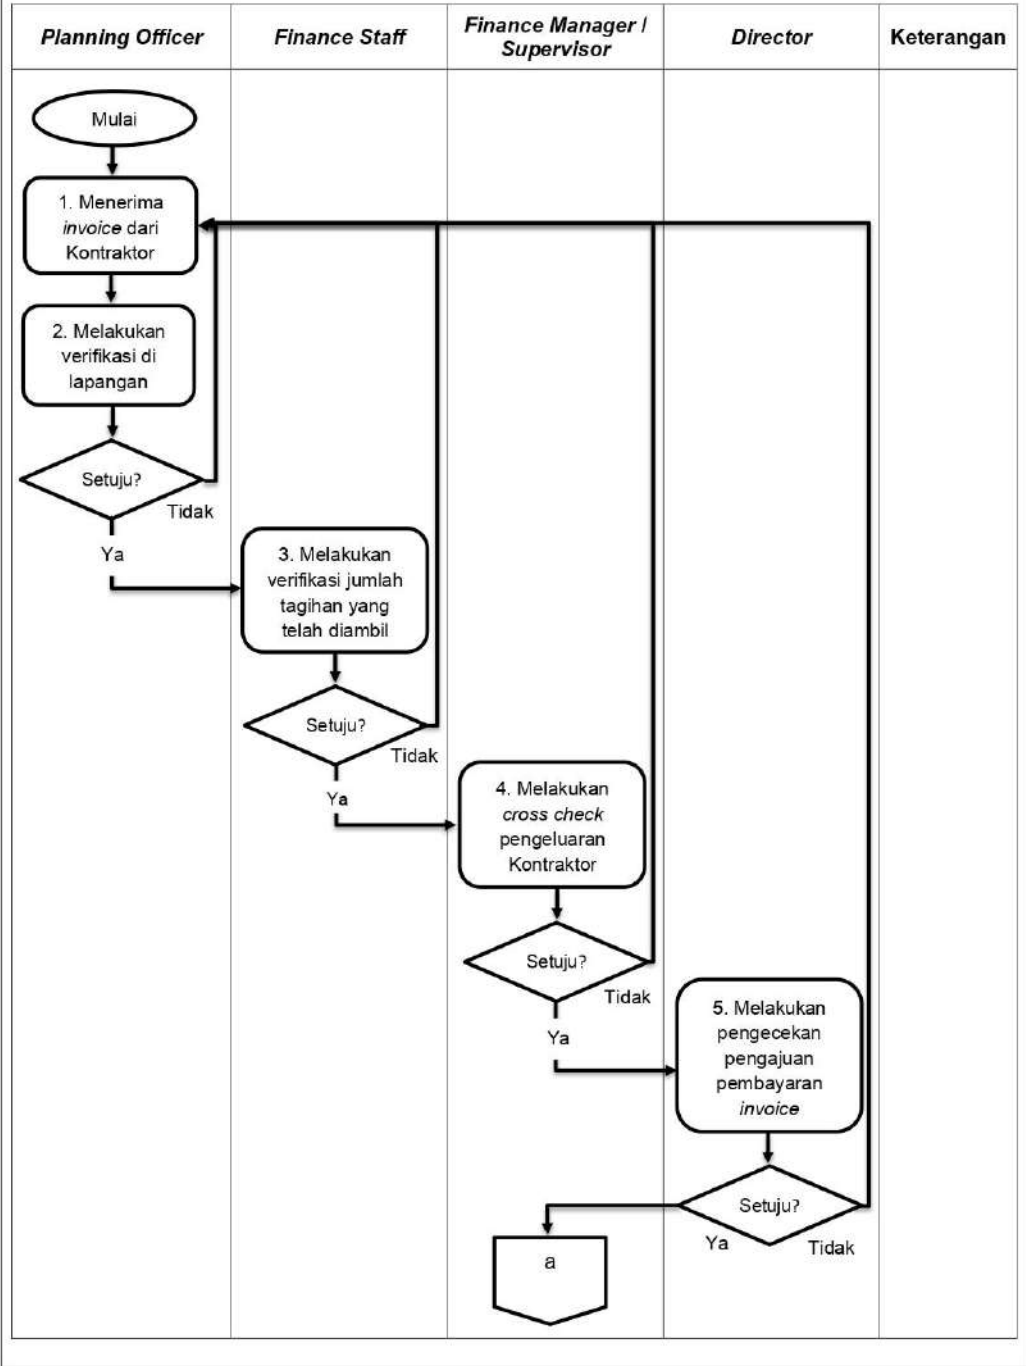 Planning Officer
Finance Staff
Finance Manager /
Supervisor
Director
Keterangan
Mulai
1. Menerima
invoice dari
Kontraktor
2. Melakukan
verifikasi di
lapangan
Setuju?
Tidak
Ya
3. Melakukan
verifikasi jumlah
tagihan yang
telah diambil
Setuju?
Tidak
Ya
4. Melakukan
cross check
pengeluaran
Kontraktor
Setuju?
Tidak
Ya
5. Melakukan
pengecekan
pengajuan
pembayaran
invoice
Setuju?
Ya
Tidak
a